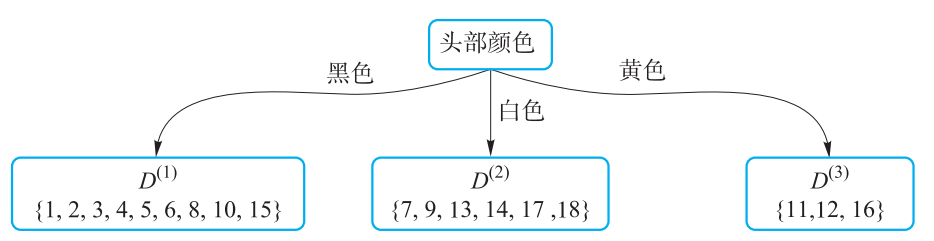 头部颜色
黑色
白色
黄色
D(1)
{1, 2, 3, 4, 5, 6, 8, 10, 15}
D(2)
{7, 9, 13, 14, 17 ,18}
D(3)
{11,12, 16}